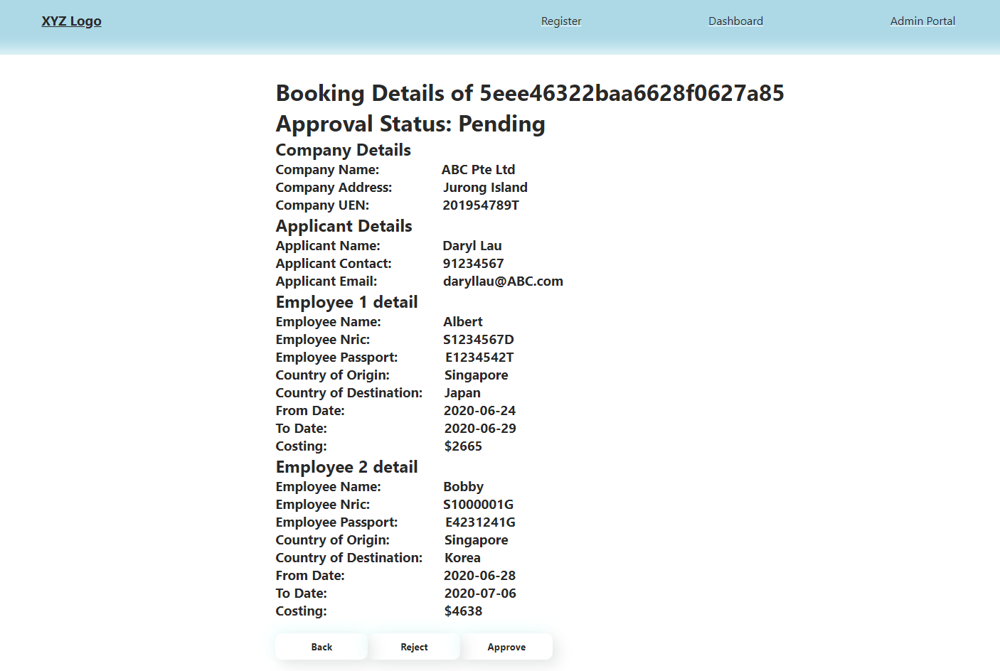 XYZ Logo Register Dashboard Admin Portal
Booking Details of 5eee46322baa6628f0627a85
Approval Status: Pending
Company Details
Company Name: ABC Pte Ltd
Company Address: Jurong Island
Company UEN: 201954789T
Applicant Details
Applicant Name: Daryl Lau
Applicant Contact: 91234567
Applicant Email: daryllau@ABC.com
Employee 1 detail
Employee Name: Albert
Employee Nric: S1234567D
Employee Passport: E1234542T
Country of Origin: Singapore
Country of Destination: Japan
From Date: 2020-06-24
To Date: 2020-06-29
Costing: $2665
Employee 2 detail
Employee Name: Bobby
Employee Nric: S1000001G
Employee Passport: E4231241G
Country of Origin: Singapore
Country of Destination: Korea
From Date: 2020-06-28
To Date: 2020-07-06
Costing: $4638
Back Reject Approve